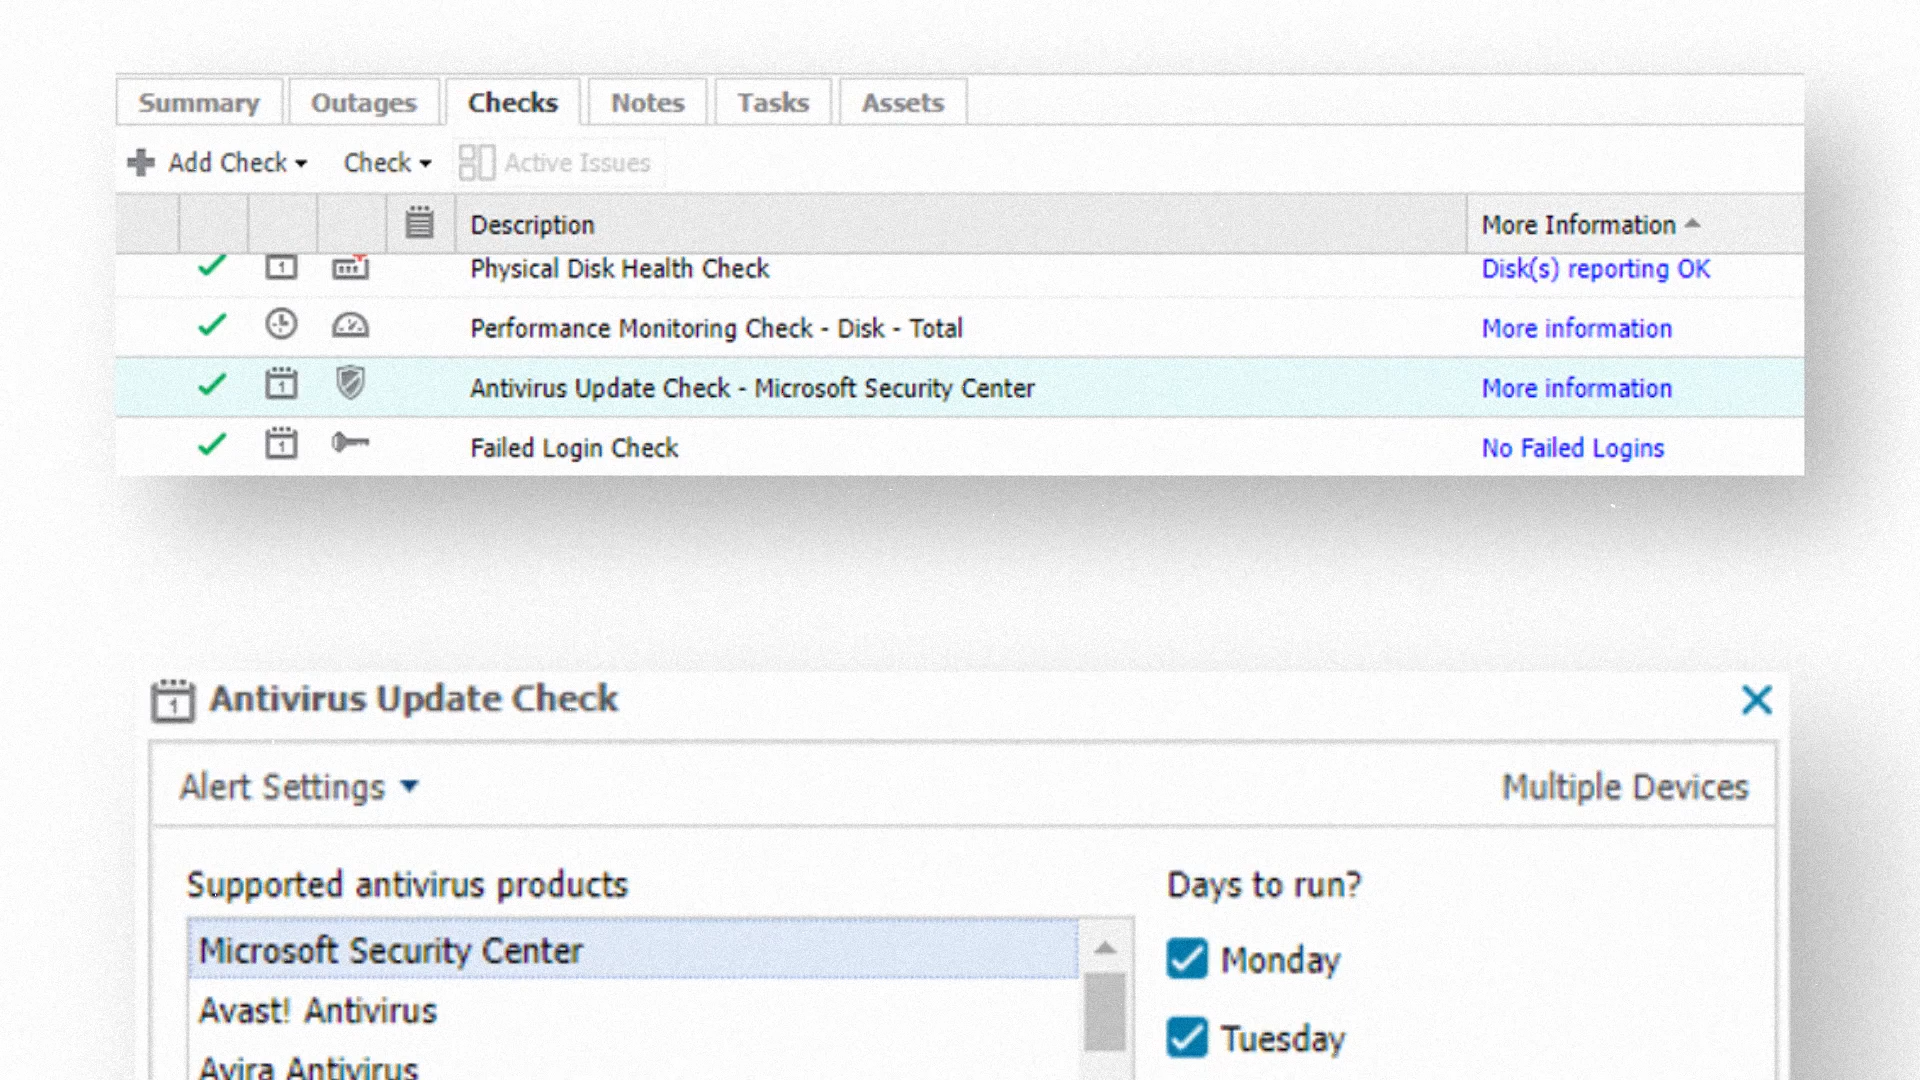 Summary Outages Checks Notes Tasks Assets
Add Check Check Active Issues
Description More Information
Physical Disk Health Check Disk(s) reporting OK
Performance Monitoring Check - Disk - Total More information
Antivirus Update Check - Microsoft Security Center More information
Failed Login Check No Failed Logins
1 Antivirus Update Check
Alert Settings Multiple Devices
Supported antivirus products Days to run?
Microsoft Security Center Monday
Avast! Antivirus Tuesday
Avira Antivirus